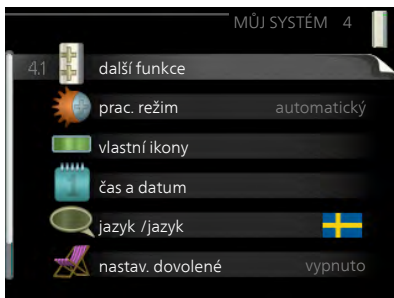 MŮJ SYSTÉM 4
4.1 další funkce
prac. režim automatický
vlastní ikony
čas a datum
jazyk /jazyk
nastav. dovolené vypnuto